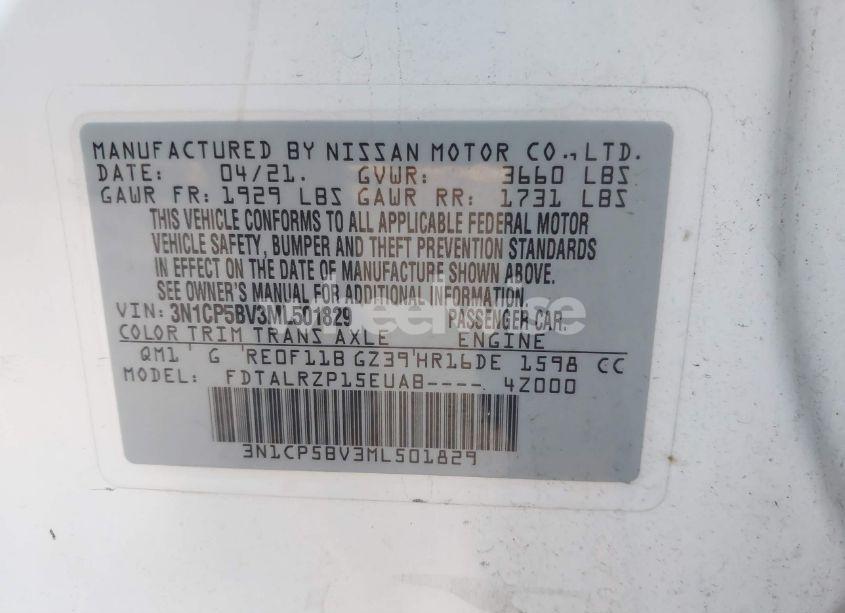 MANUFACTURED BY NISSAN MOTOR CO., LTD.
DATE: 04/21. GVWR: 3660 LBS
GAWR FR: 1929 LBS GAWR RR: 1731 LBS
THIS VEHICLE CONFORMS TO ALL APPLICABLE FEDERAL MOTOR
VEHICLE SAFETY, BUMPER AND THEFT PREVENTION STANDARDS
IN EFFECT ON THE DATE OF MANUFACTURE SHOWN ABOVE.
SEE OWNER'S MANUAL FOR ADDITIONAL INFORMATION.
VIN: 3N1CP5BV3ML501829 PASSENGER CAR.
COLOR TRIM TRANS AXLE ENGINE
QM1 G RE0F11B GZ39 HR16DE 1598 CC
MODEL: FDTALRZP15EUAB---- 4Z000
3N1CP5BV3ML501829